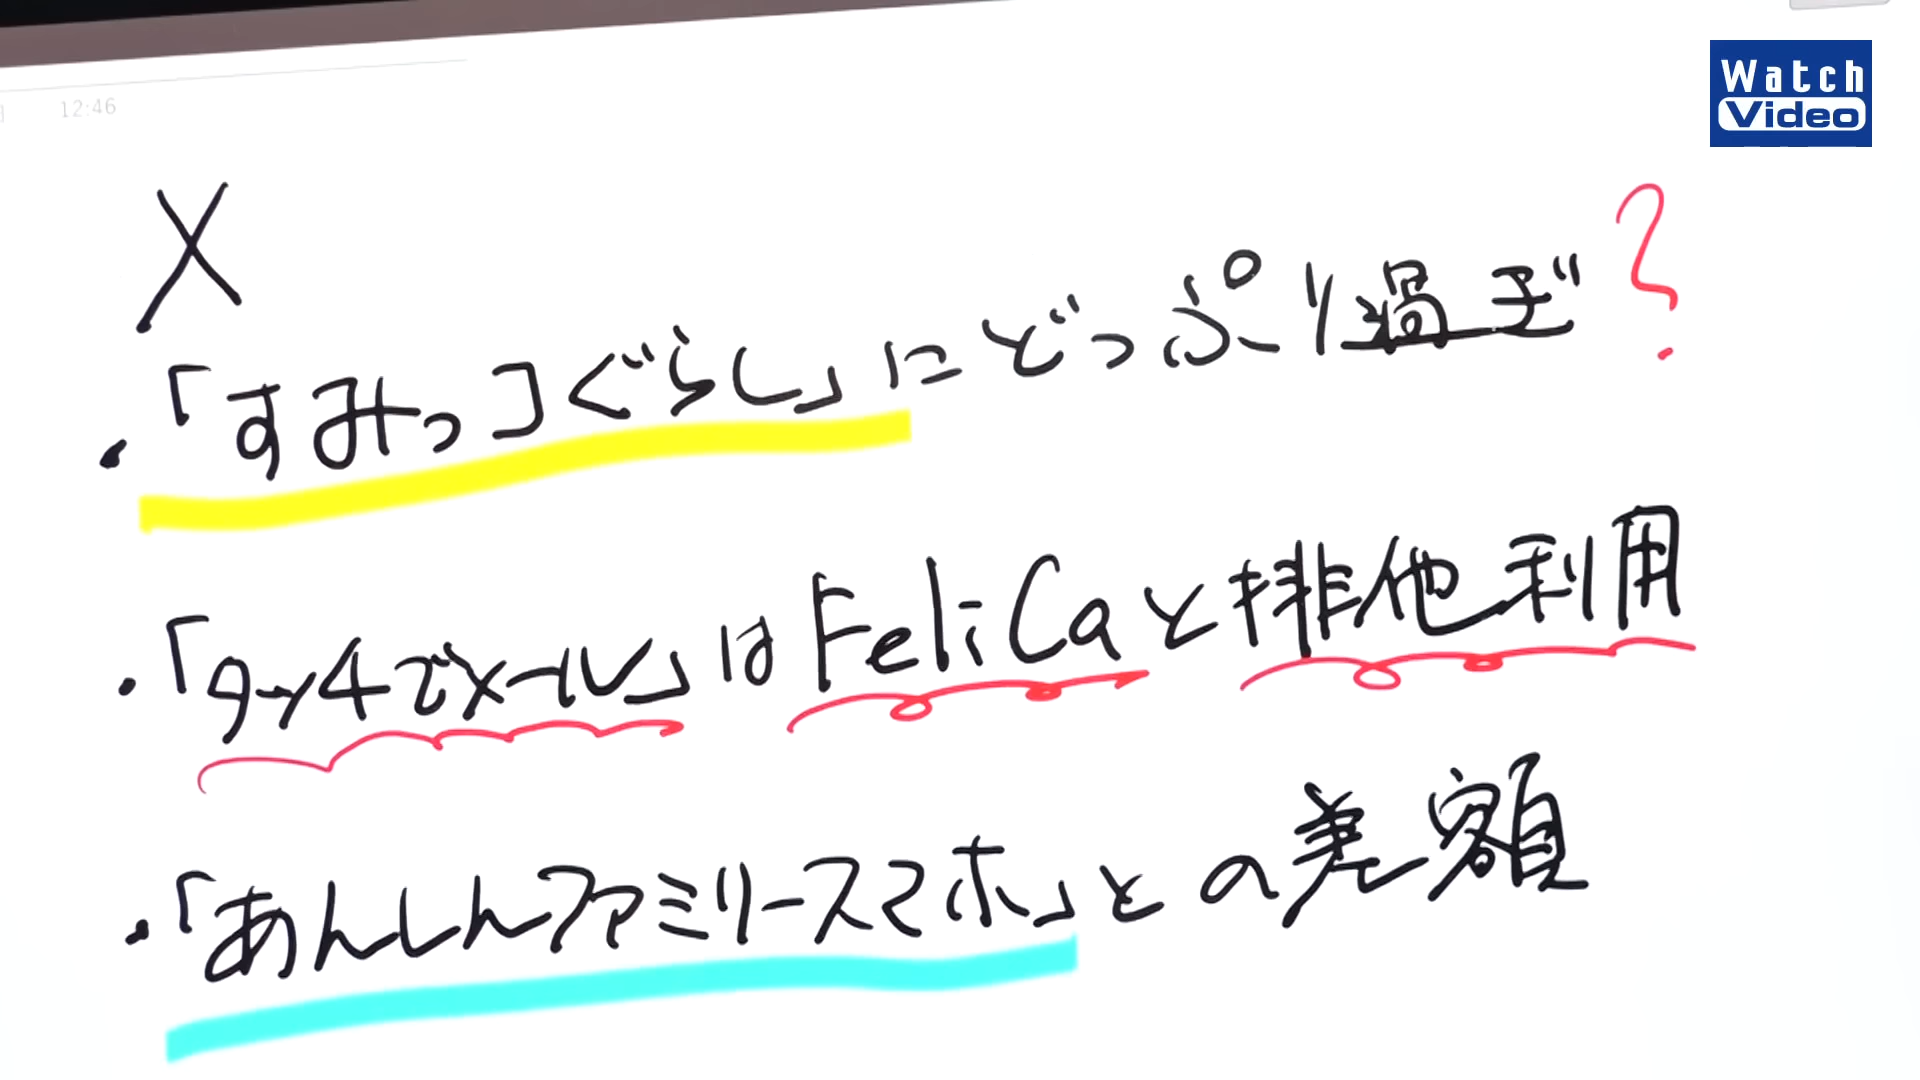 Watch
Video
12:46
X
・「すみっコぐらし」にどっぷり過ぎ?
・「タッチでメール」はFeliCaと排他利用
・「あんしんファミリースマホ」との差額